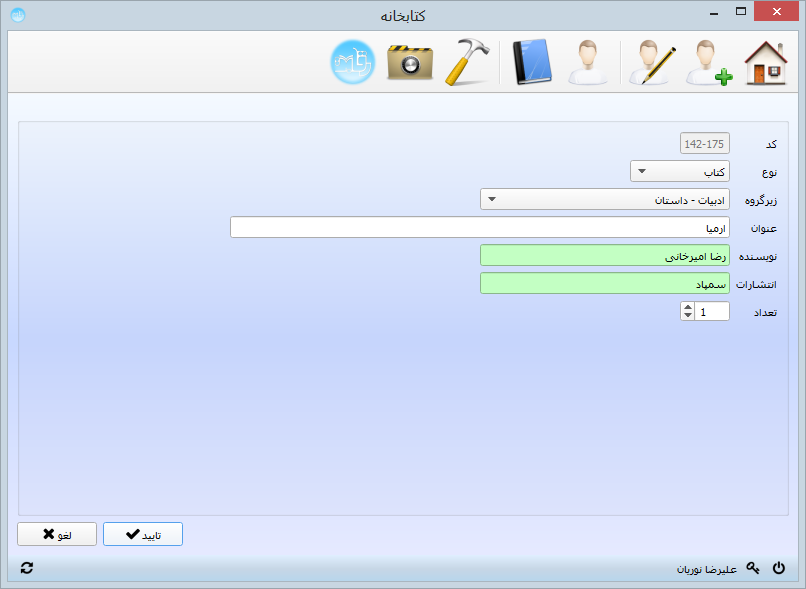 کتابخانه
کد 142-175
نوع کتاب
زیرگروه ادبیات - داستان
عنوان ارمیا
نویسنده رضا امیرخانی
انتشارات سمپاد
تعداد 1
تایید لغو
علیرضا نوریان